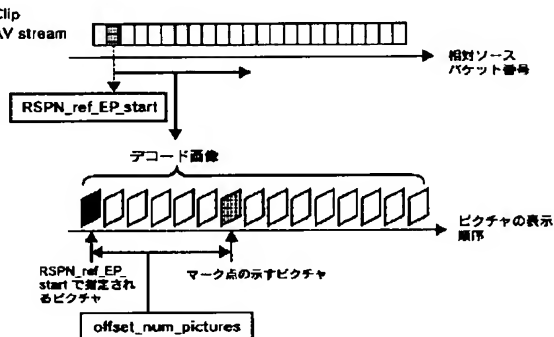 Clip
AV stream
相対ソース
パケット番号
RSPN_ref_EP_start
デコード画像
ピクチャの表示
順序
RSPN_ref_EP_
start で指定され
るピクチャ
マーク点の示すピクチャ
offset_num_pictures